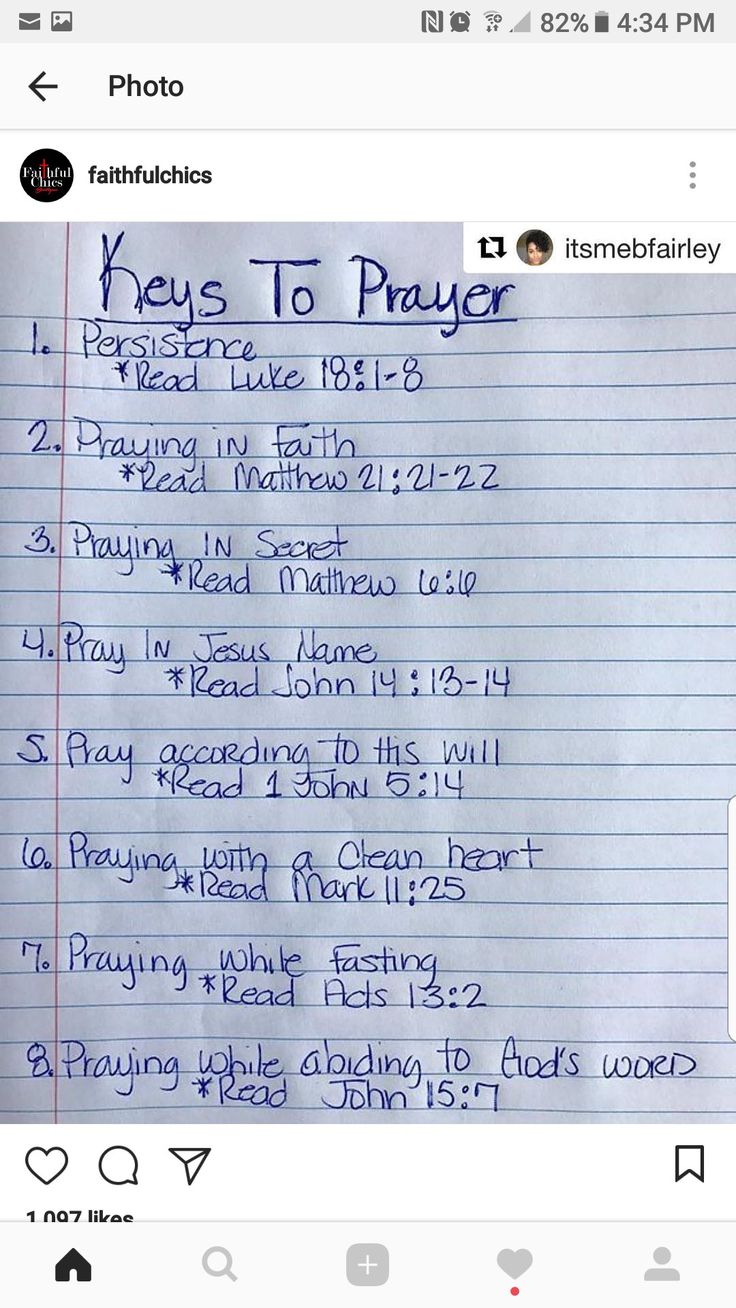 82% 4:34 PM
Photo
Faithful
Chics
faithfulchics
itsmebfairley
Keys To Prayer
1. Persistence
*Read Luke 18:1-8
2. Praying in faith
*Read Matthew 21:21-22
3. Praying IN Secret
*Read Matthew 6:6
4. Pray IN Jesus Name
*Read John 14:13-14
5. Pray according to His will
*Read 1 John 5:14
6. Praying with a Clean heart
*Read Mark 11:25
7. Praying while fasting
*Read Acts 13:2
8. Praying while abiding to God's word
*Read John 15:7
1,097 likes